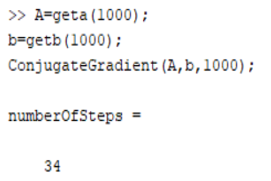 >> A=geta(1000);
b=getb(1000);
ConjugateGradient(A,b,1000);
numberOfSteps =
34